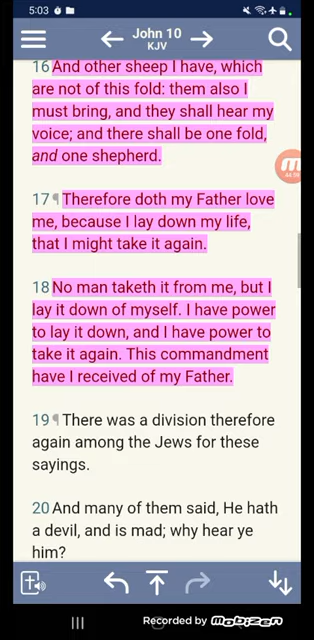 5:03
John 10
KJV
16 And other sheep I have, which
are not of this fold: them also I
must bring, and they shall hear my
voice; and there shall be one fold,
and one shepherd.
17 ¶ Therefore doth my Father love
me, because I lay down my life,
that I might take it again.
18 No man taketh it from me, but I
lay it down of myself. I have power
to lay it down, and I have power to
take it again. This commandment
have I received of my Father.
19 ¶ There was a division therefore
again among the Jews for these
sayings.
20 And many of them said, He hath
a devil, and is mad; why hear ye
him?
Recorded by mobizen